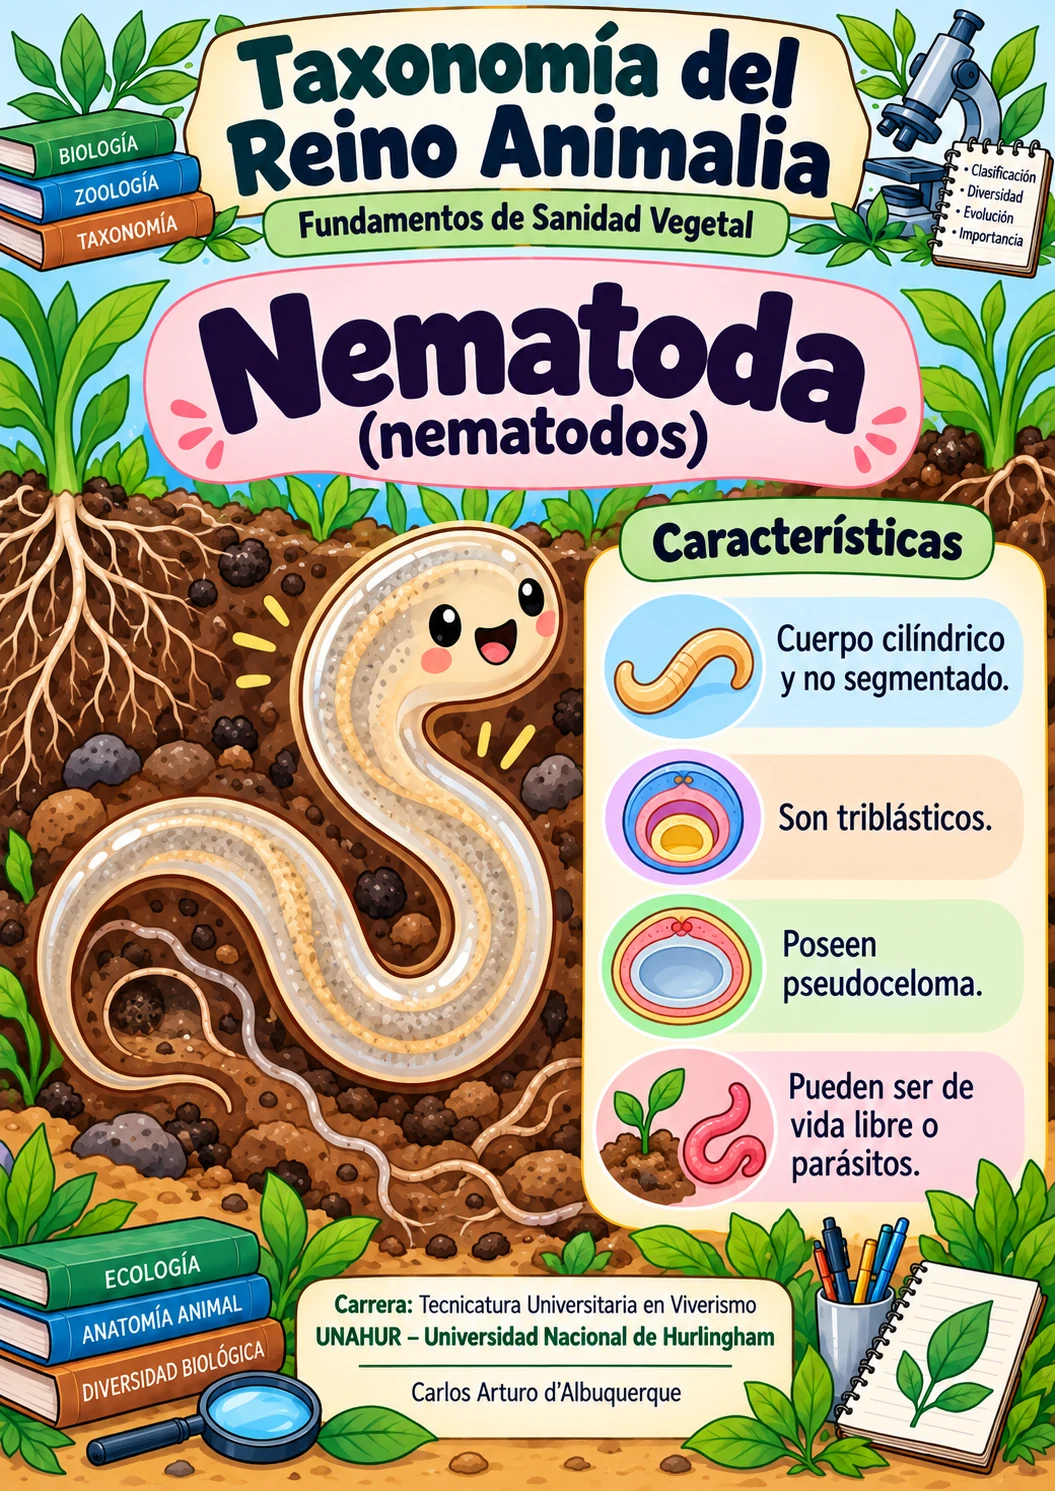 Taxonomía del
Reino Animalia
Fundamentos de Sanidad Vegetal
BIOLOGÍA
ZOOLOGÍA
TAXONOMÍA
• Clasificación
• Diversidad
• Evolución
• Importancia
Nematoda
(nematodos)
Características
Cuerpo cilíndrico
y no segmentado.
Son triblásticos.
Poseen
pseudoceloma.
Pueden ser de
vida libre o
parásitos.
ECOLOGÍA
ANATOMÍA ANIMAL
DIVERSIDAD BIOLÓGICA
Carrera: Tecnicatura Universitaria en Viverismo
UNAHUR – Universidad Nacional de Hurlingham
Carlos Arturo d’Albuquerque